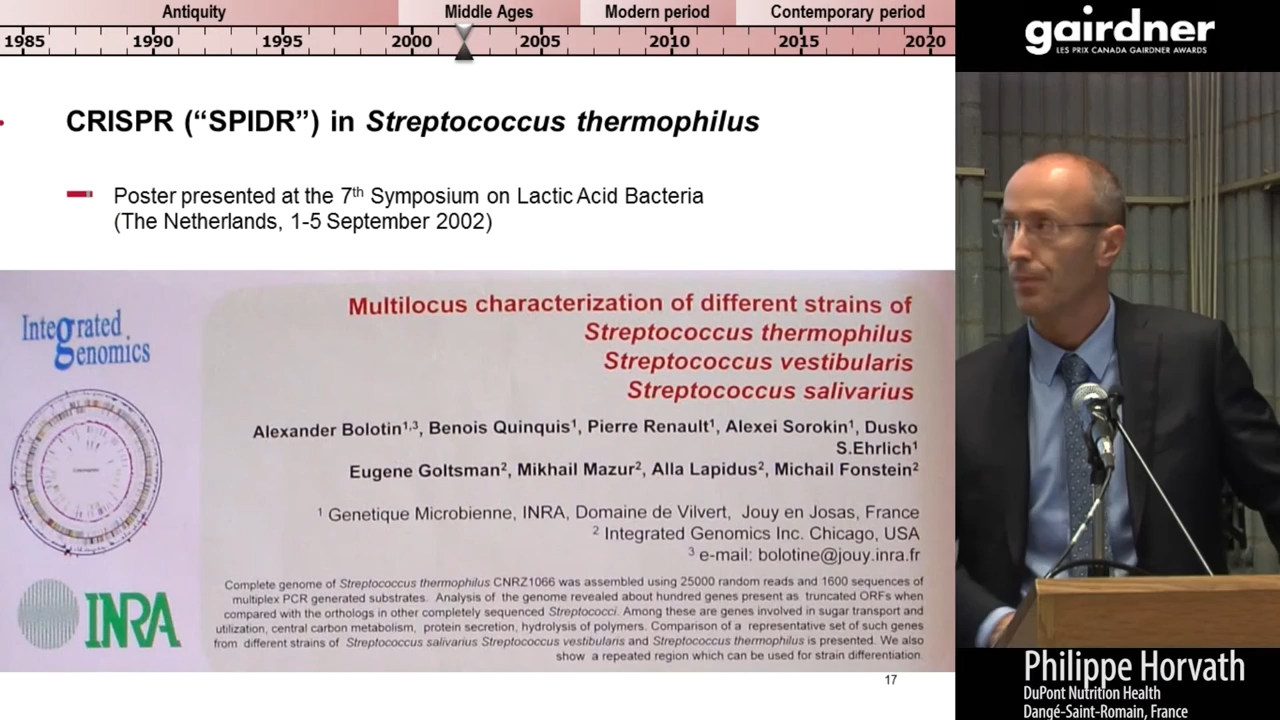 Antiquity Middle Ages Modern period Contemporary period
1985 1990 1995 2000 2005 2010 2015 2020
CRISPR (“SPIDR”) in Streptococcus thermophilus
Poster presented at the 7th Symposium on Lactic Acid Bacteria
(The Netherlands, 1-5 September 2002)
Integrated
genomics
INRA
Multilocus characterization of different strains of
Streptococcus thermophilus
Streptococcus vestibularis
Streptococcus salivarius
Alexander Bolotin1,3, Benois Quinquis1, Pierre Renault1, Alexei Sorokin1, Dusko
S.Ehrlich1
Eugene Goltsman2, Mikhail Mazur2, Alla Lapidus2, Michail Fonstein2
1 Genetique Microbienne, INRA, Domaine de Vilvert, Jouy en Josas, France
2 Integrated Genomics Inc. Chicago, USA
3 e-mail: bolotine@jouy.inra.fr
Complete genome of Streptococcus thermophilus CNRZ1066 was assembled using 25000 random reads and 1600 sequences of
multiplex PCR generated substrates. Analysis of the genome revealed about hundred genes present as truncated ORFs when
compared with the orthologs in other completely sequenced Streptococci. Among these are genes involved in sugar transport and
utilization, central carbon metabolism, protein secretion, hydrolysis of polymers. Comparison of a representative set of such genes
from different strains of Streptococcus salivarius Streptococcus vestibularis and Streptococcus thermophilus is presented. We also
show a repeated region which can be used for strain differentiation.
17
gairdner
LES PRIX CANADA GAIRDNER AWARDS
Philippe Horvath
DuPont Nutrition Health
Dangé-Saint-Romain, France